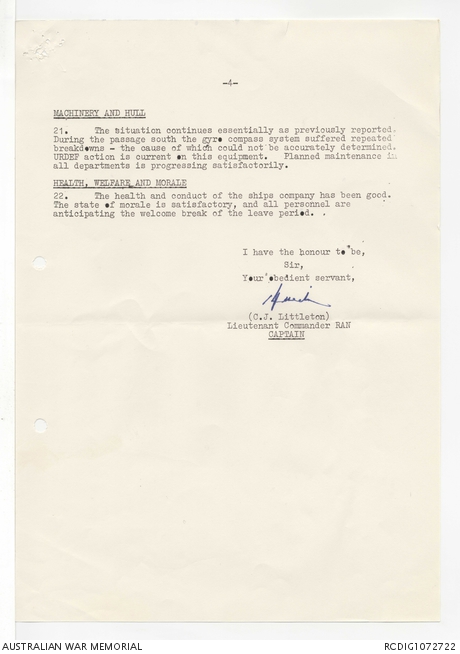 -4-
MACHINERY AND HULL
21. The situation continues essentially as previously reported.
During the passage south the gyro compass system suffered repeated
breakdowns - the cause of which could not be accurately determined.
URDEF action is current on this equipment. Planned maintenance in
all departments is progressing satisfactorily.
HEALTH, WELFARE AND MORALE
22. The health and conduct of the ships company has been good.
The state of morale is satisfactory, and all personnel are
anticipating the welcome break of the leave period. .
I have the honour to be,
Sir,
Your obedient servant,
(C.J. Littleton)
Lieutenant Commander RAN
CAPTAIN
AUSTRALIAN WAR MEMORIAL
RCDIG1072722